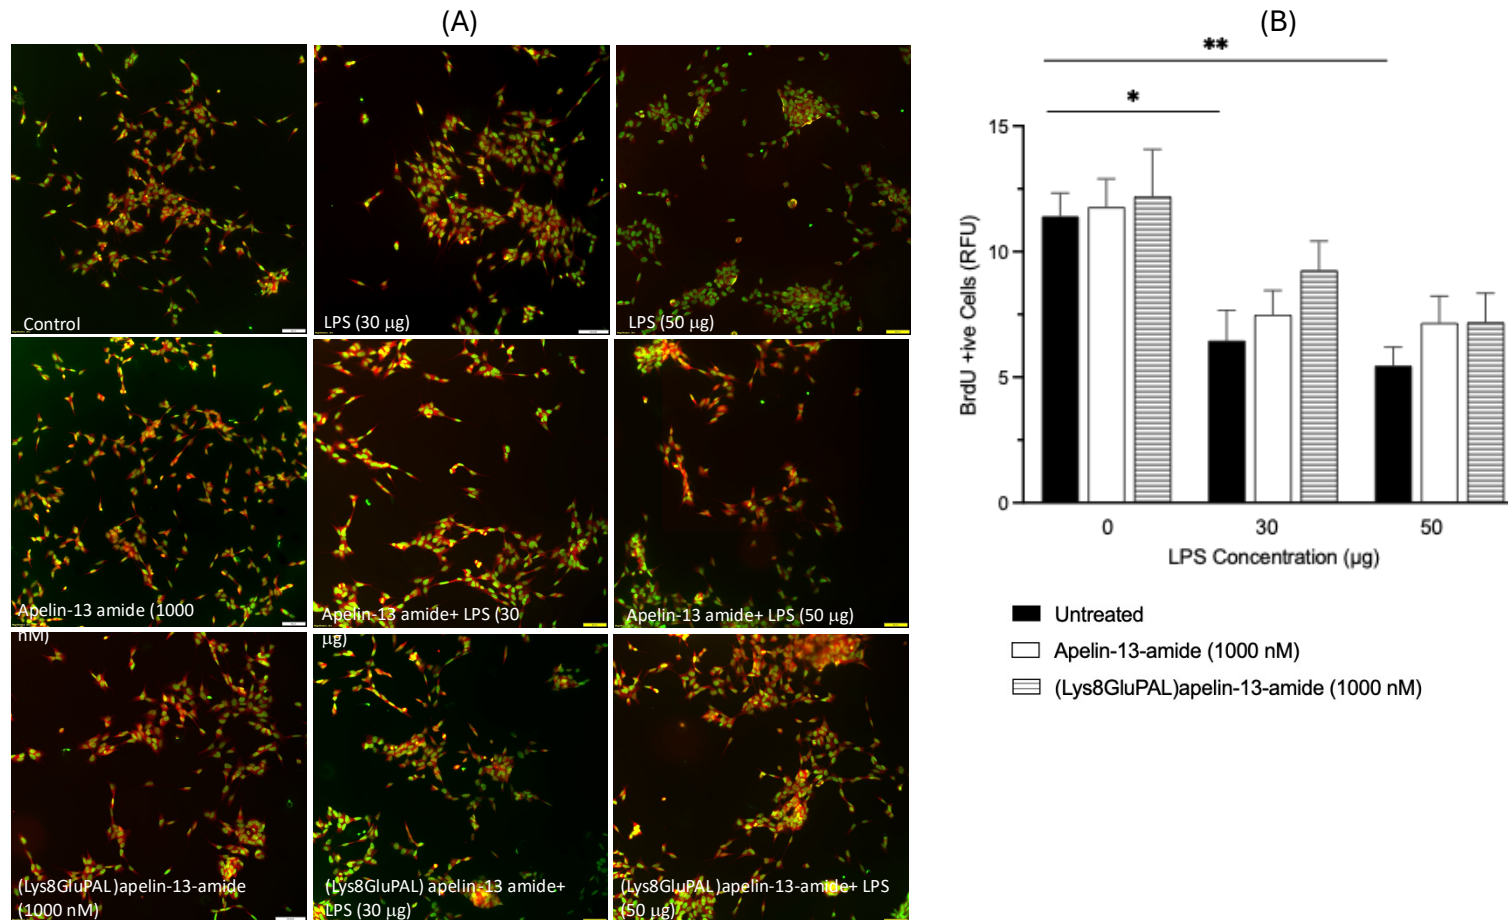 (A)
Control
LPS (30 µg)
LPS (50 µg)
Apelin-13 amide (1000
nM)
Apelin-13 amide+ LPS (30
µg)
Apelin-13 amide+ LPS (50 µg)
(Lys8GluPAL)apelin-13-amide
(1000 nM)
(Lys8GluPAL) apelin-13 amide+
LPS (30 µg)
(Lys8GluPAL)apelin-13-amide+ LPS
(50 µg)
(B)
**
*
15
10
5
0
BrdU +ive Cells (RFU)
0 30 50
LPS Concentration (µg)
Untreated
Apelin-13-amide (1000 nM)
(Lys8GluPAL)apelin-13-amide (1000 nM)